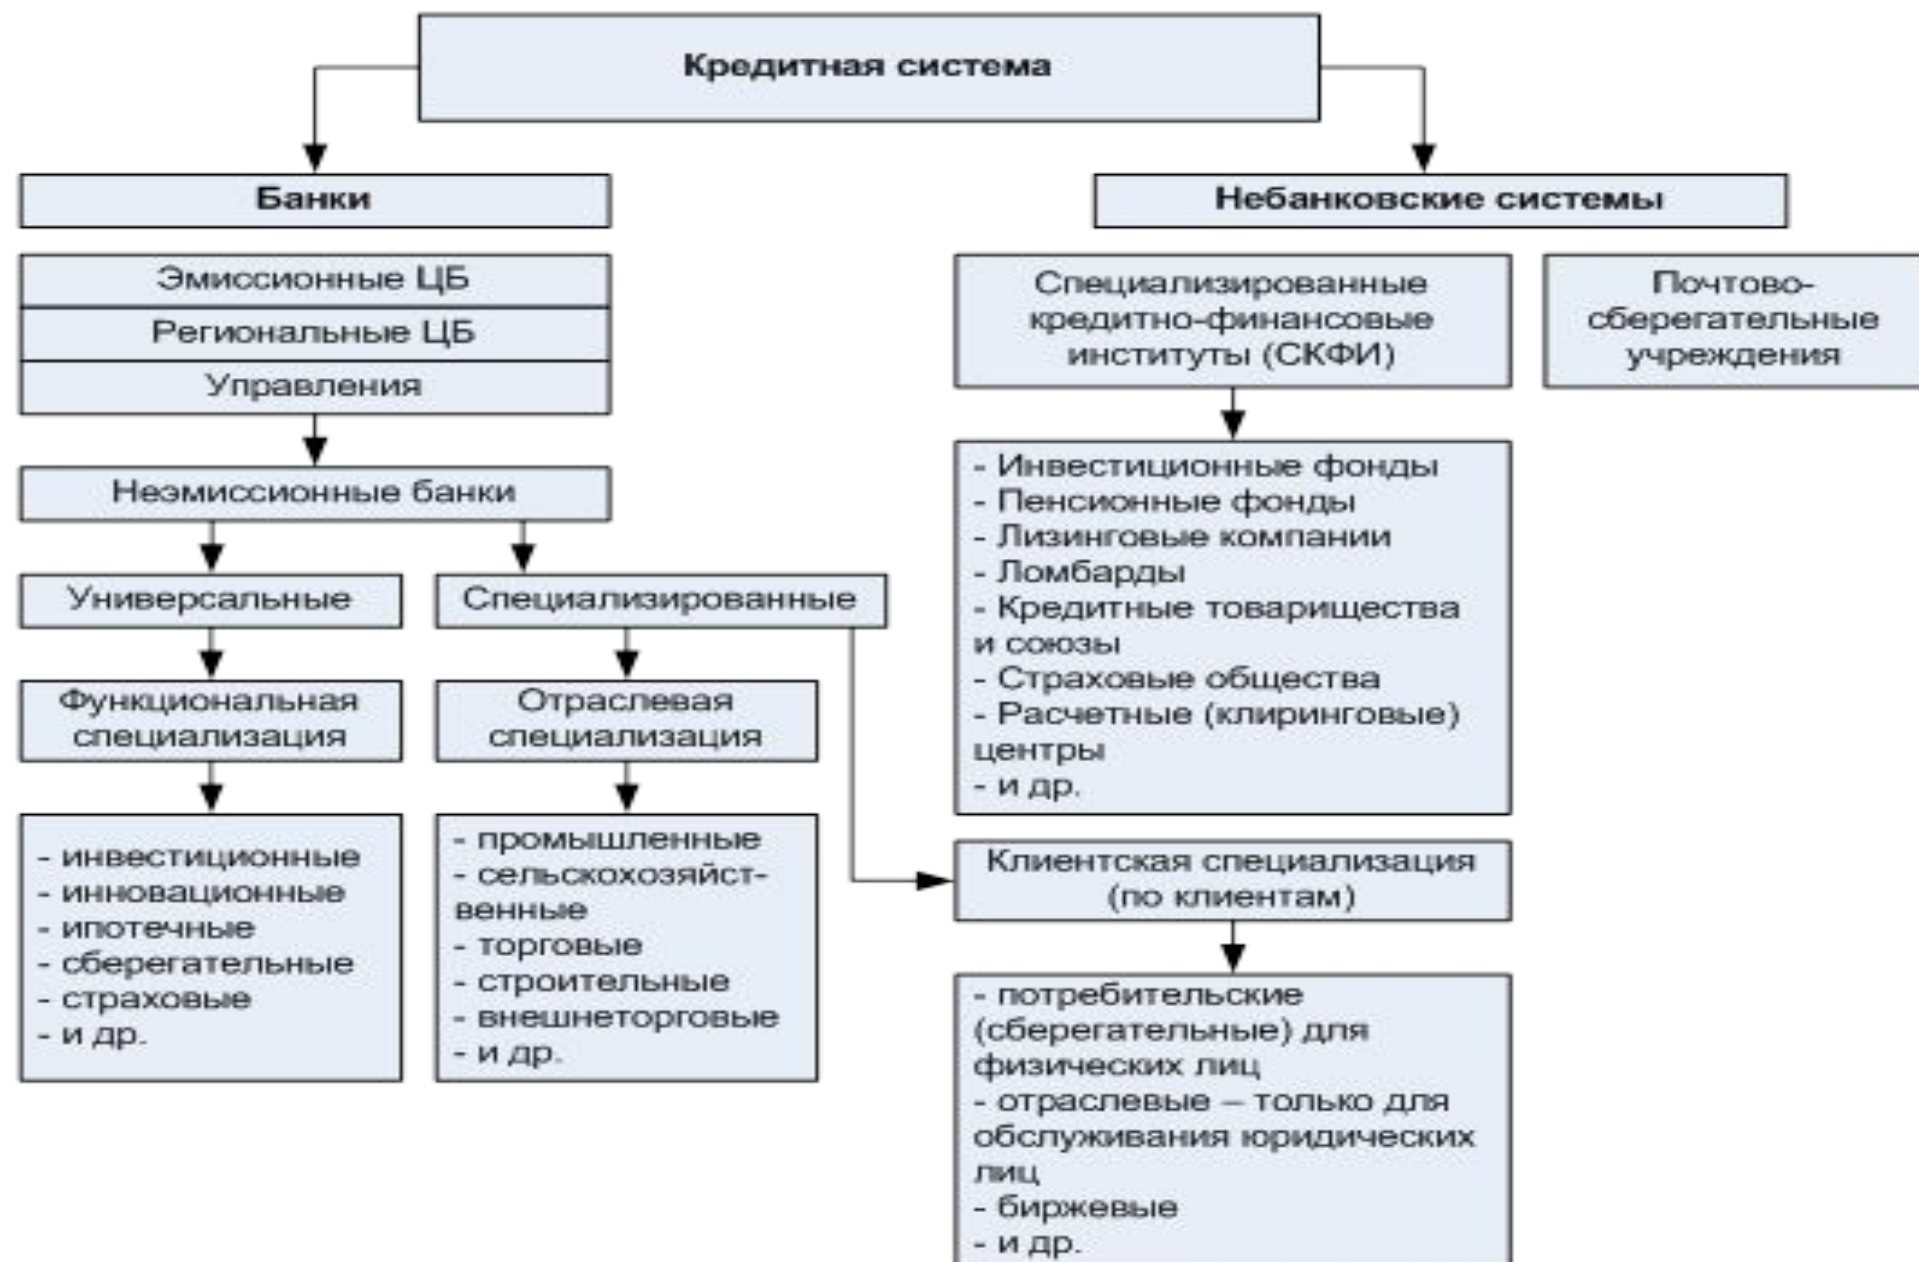 Кредитная система
Банки
Небанковские системы
Эмиссионные ЦБ
Региональные ЦБ
Управления
Неэмиссионные банки
Универсальные
Специализированные
Функциональная
специализация
Отраслевая
специализация
- инвестиционные
- инновационные
- ипотечные
- сберегательные
- страховые
- и др.
- промышленные
- сельскохозяйст-
венные
- торговые
- строительные
- внешнеторговые
- и др.
Специализированные
кредитно-финансовые
институты (СКФИ)
Почтово-
сберегательные
учреждения
- Инвестиционные фонды
- Пенсионные фонды
- Лизинговые компании
- Ломбарды
- Кредитные товарищества
и союзы
- Страховые общества
- Расчетные (клиринговые)
центры
- и др.
Клиентская специализация
(по клиентам)
- потребительские
(сберегательные) для
физических лиц
- отраслевые – только для
обслуживания юридических
лиц
- биржевые
- и др.